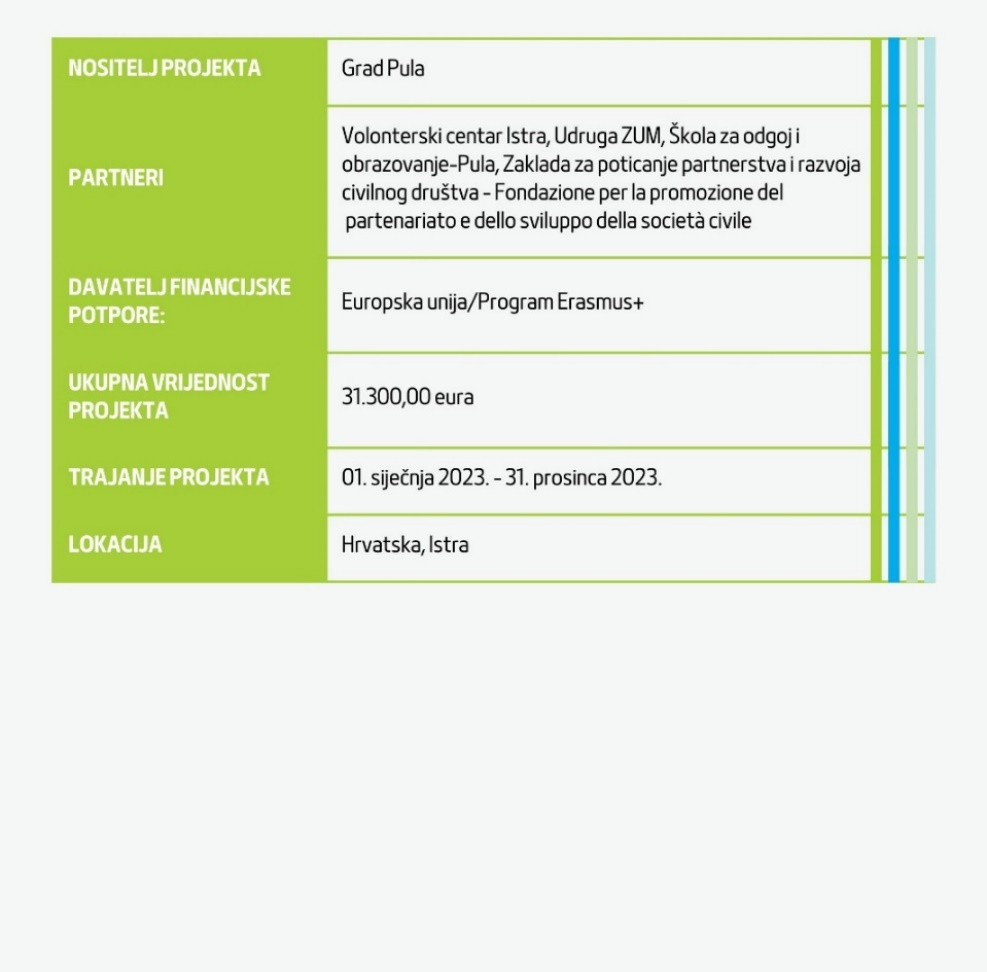 NOSITELJ PROJEKTA
Grad Pula
PARTNERI
Volonterski centar Istra, Udruga ZUM, Škola za odgoj i
obrazovanje-Pula, Zaklada za poticanje partnerstva i razvoja
civilnog društva - Fondazione per la promozione del
partenariato e dello sviluppo della società civile
DAVATELJ FINANCIJSKE
POTPORE:
Europska unija/Program Erasmus+
UKUPNA VRIJEDNOST
PROJEKTA
31.300,00 eura
TRAJANJE PROJEKTA
01. siječnja 2023. - 31. prosinca 2023.
LOKACIJA
Hrvatska, Istra